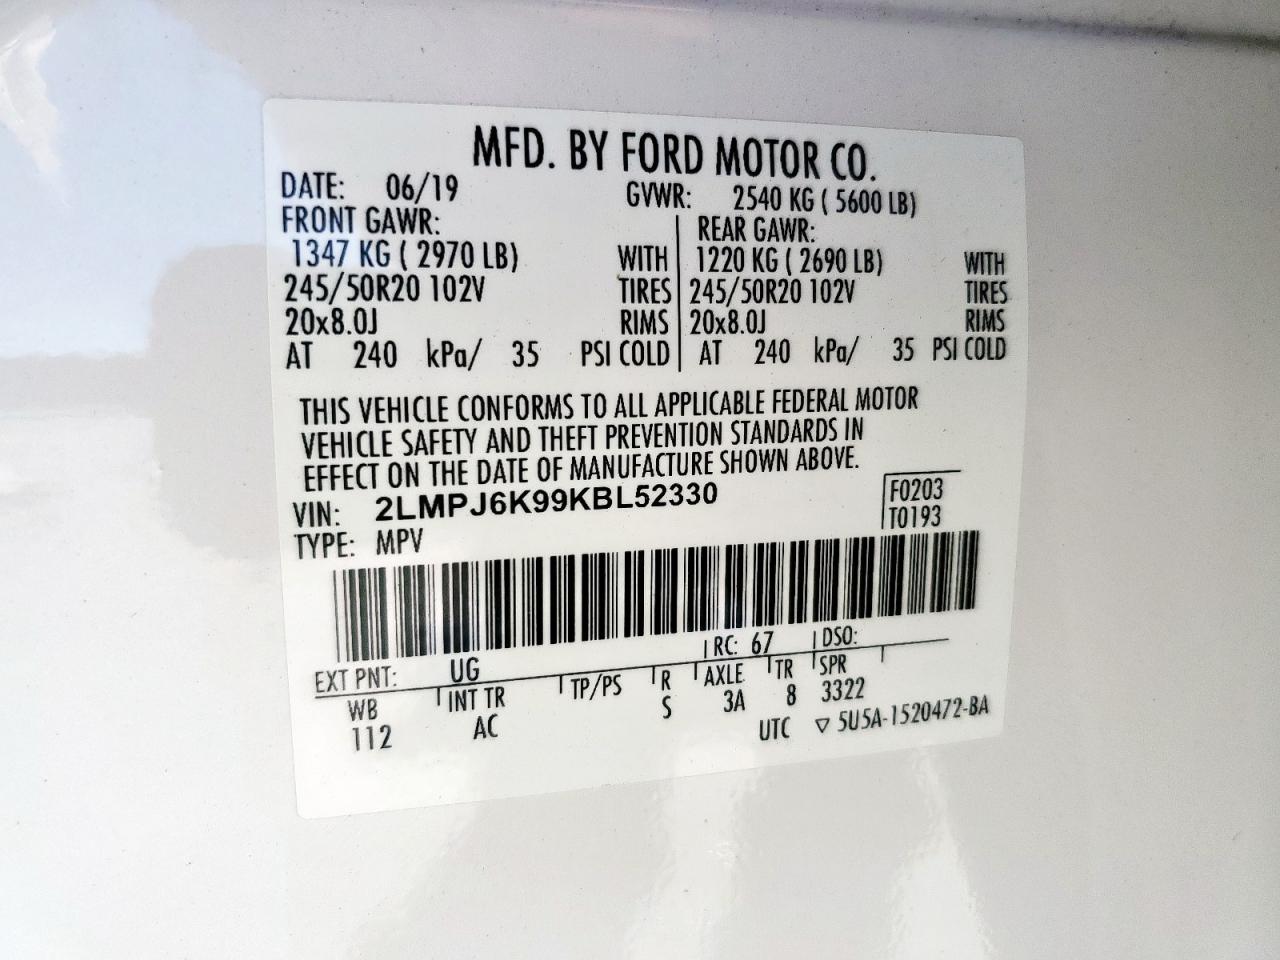 MFD. BY FORD MOTOR CO.
DATE: 06/19 GVWR: 2540 KG ( 5600 LB)
FRONT GAWR: REAR GAWR:
1347 KG ( 2970 LB) WITH 1220 KG ( 2690 LB) WITH
245/50R20 102V TIRES 245/50R20 102V TIRES
20x8.0J RIMS 20x8.0J RIMS
AT 240 kPa/ 35 PSI COLD AT 240 kPa/ 35 PSI COLD
THIS VEHICLE CONFORMS TO ALL APPLICABLE FEDERAL MOTOR
VEHICLE SAFETY AND THEFT PREVENTION STANDARDS IN
EFFECT ON THE DATE OF MANUFACTURE SHOWN ABOVE.
VIN: 2LMPJ6K99KBL52330 F0203
TYPE: MPV T0193
EXT PNT: UG RC: 67 DSO:
WB INT TR TP/PS R AXLE TR SPR
112 AC S 3A 8 3322
UTC ▽ 5U5A-1520472-BA